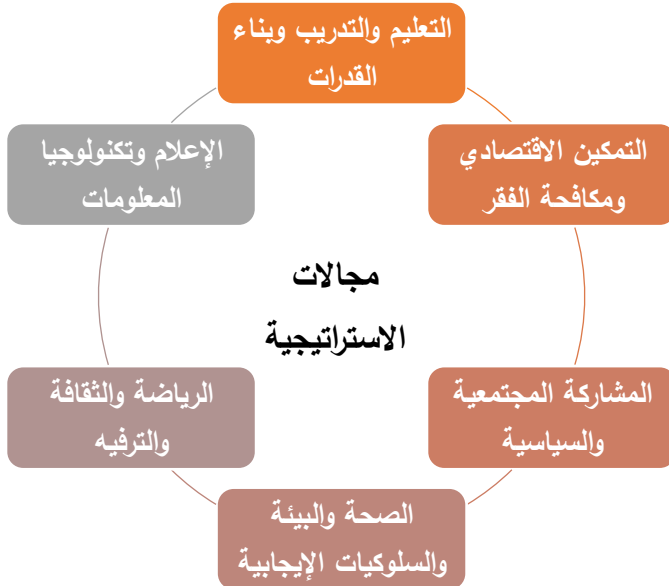 التعليم والتدريب وبناء
القدرات
التمكين الاقتصادي
ومكافحة الفقر
المشاركة المجتمعية
والسياسية
الصحة والبيئة
والسلوكيات الإيجابية
الرياضة والثقافة
والترفيه
الإعلام وتكنولوجيا
المعلومات
مجالات
الاستراتيجية